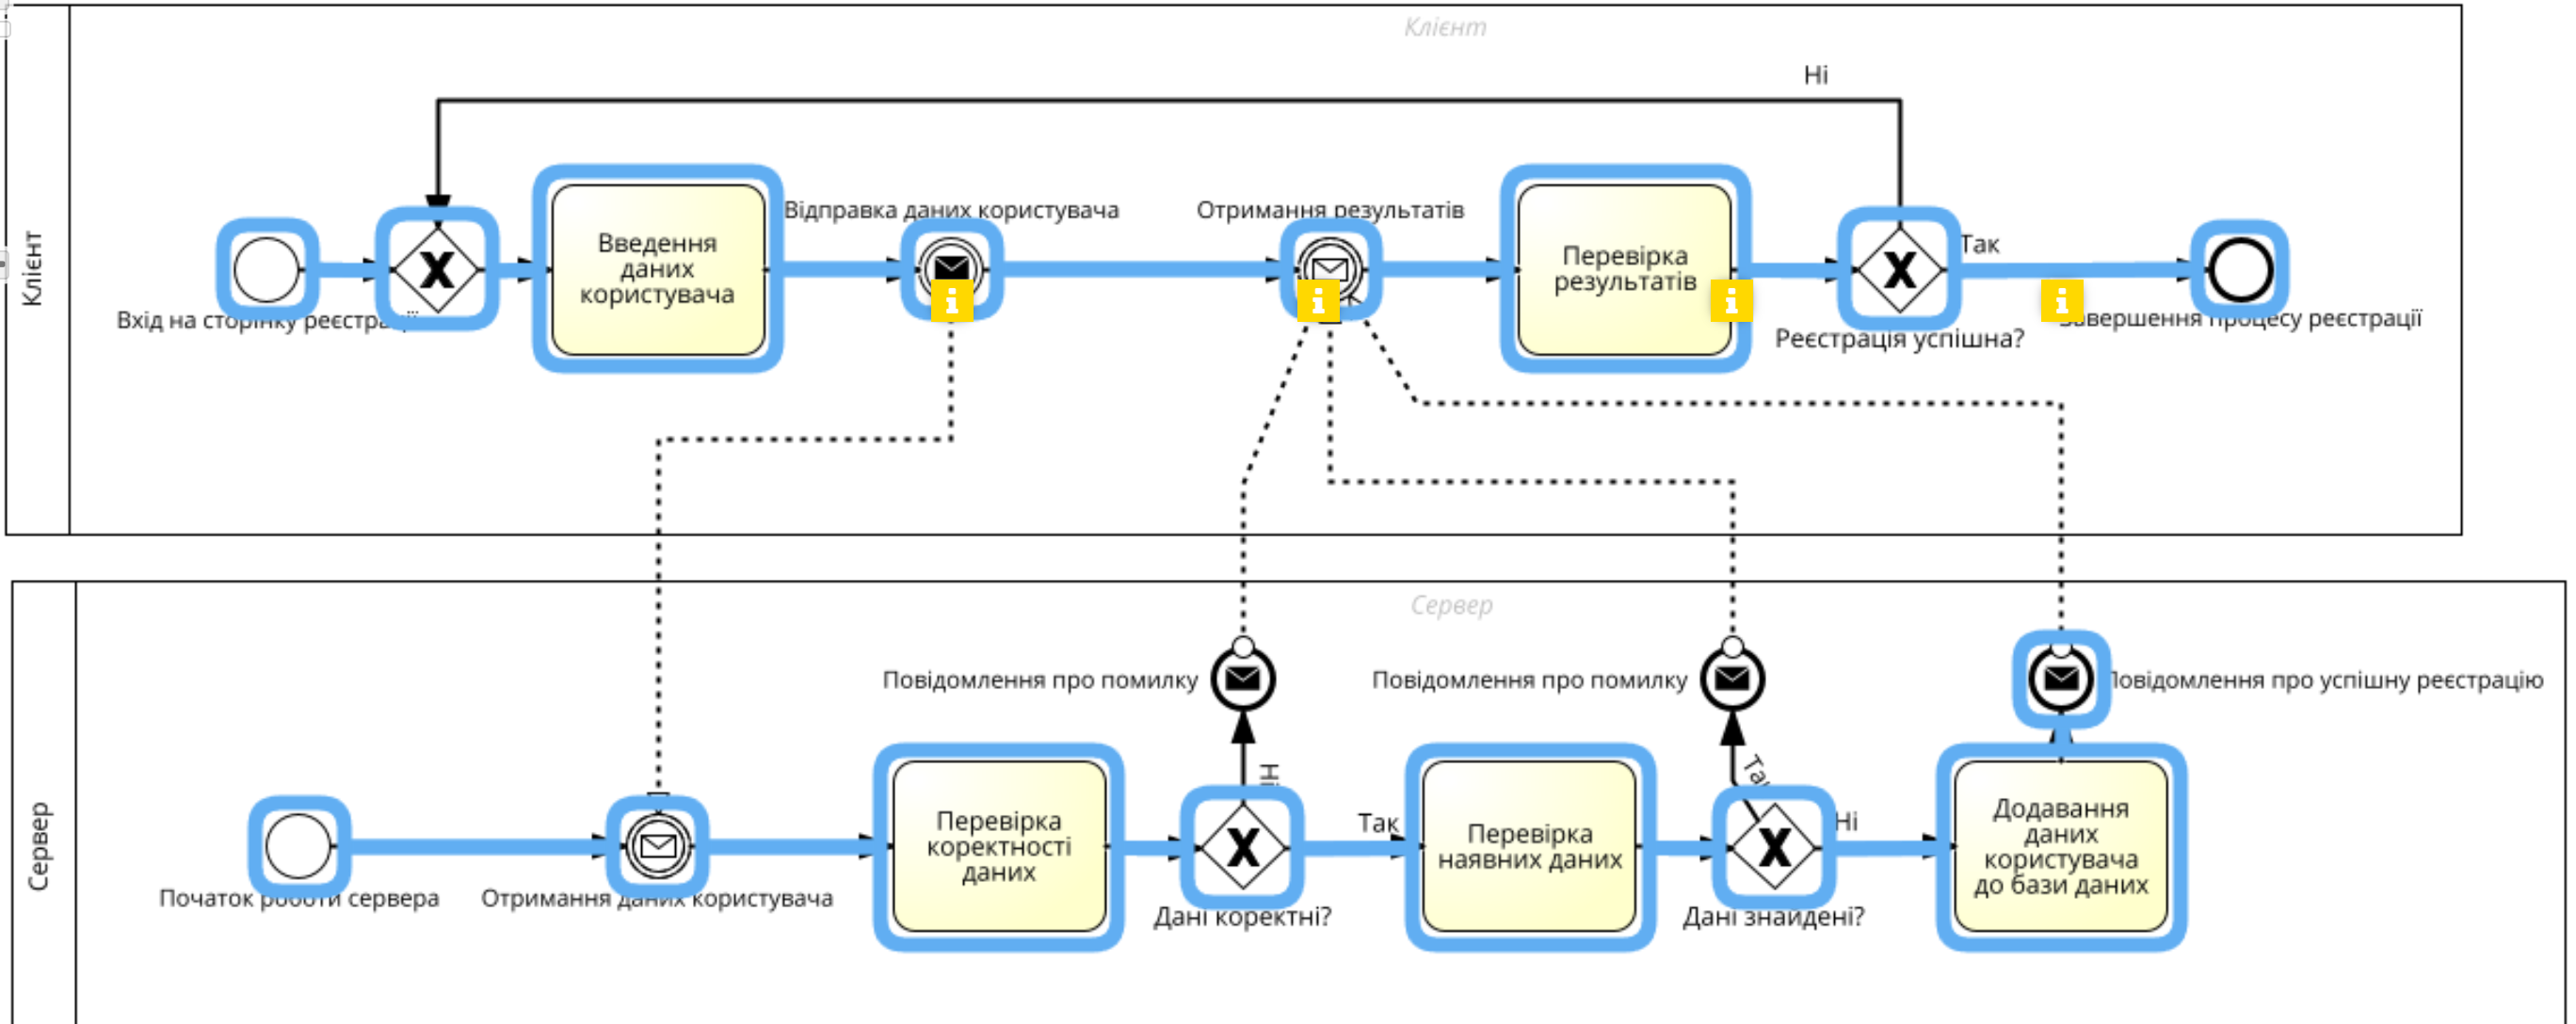 Клієнт
Ні
Клієнт
Відправка даних користувача
Отримання результатів
Введення
даних
користувача
Перевірка
результатів
Так
Вхід на сторінку реєстрації
Реєстрація успішна?
Завершення процесу реєстрації
Сервер
Сервер
Повідомлення про помилку
Повідомлення про помилку
Повідомлення про успішну реєстрацію
Ні
Так
Початок роботи сервера
Отримання даних користувача
Перевірка
коректності
даних
Так
Дані коректні?
Перевірка
наявних даних
Ні
Дані знайдені?
Додавання
даних
користувача
до бази даних